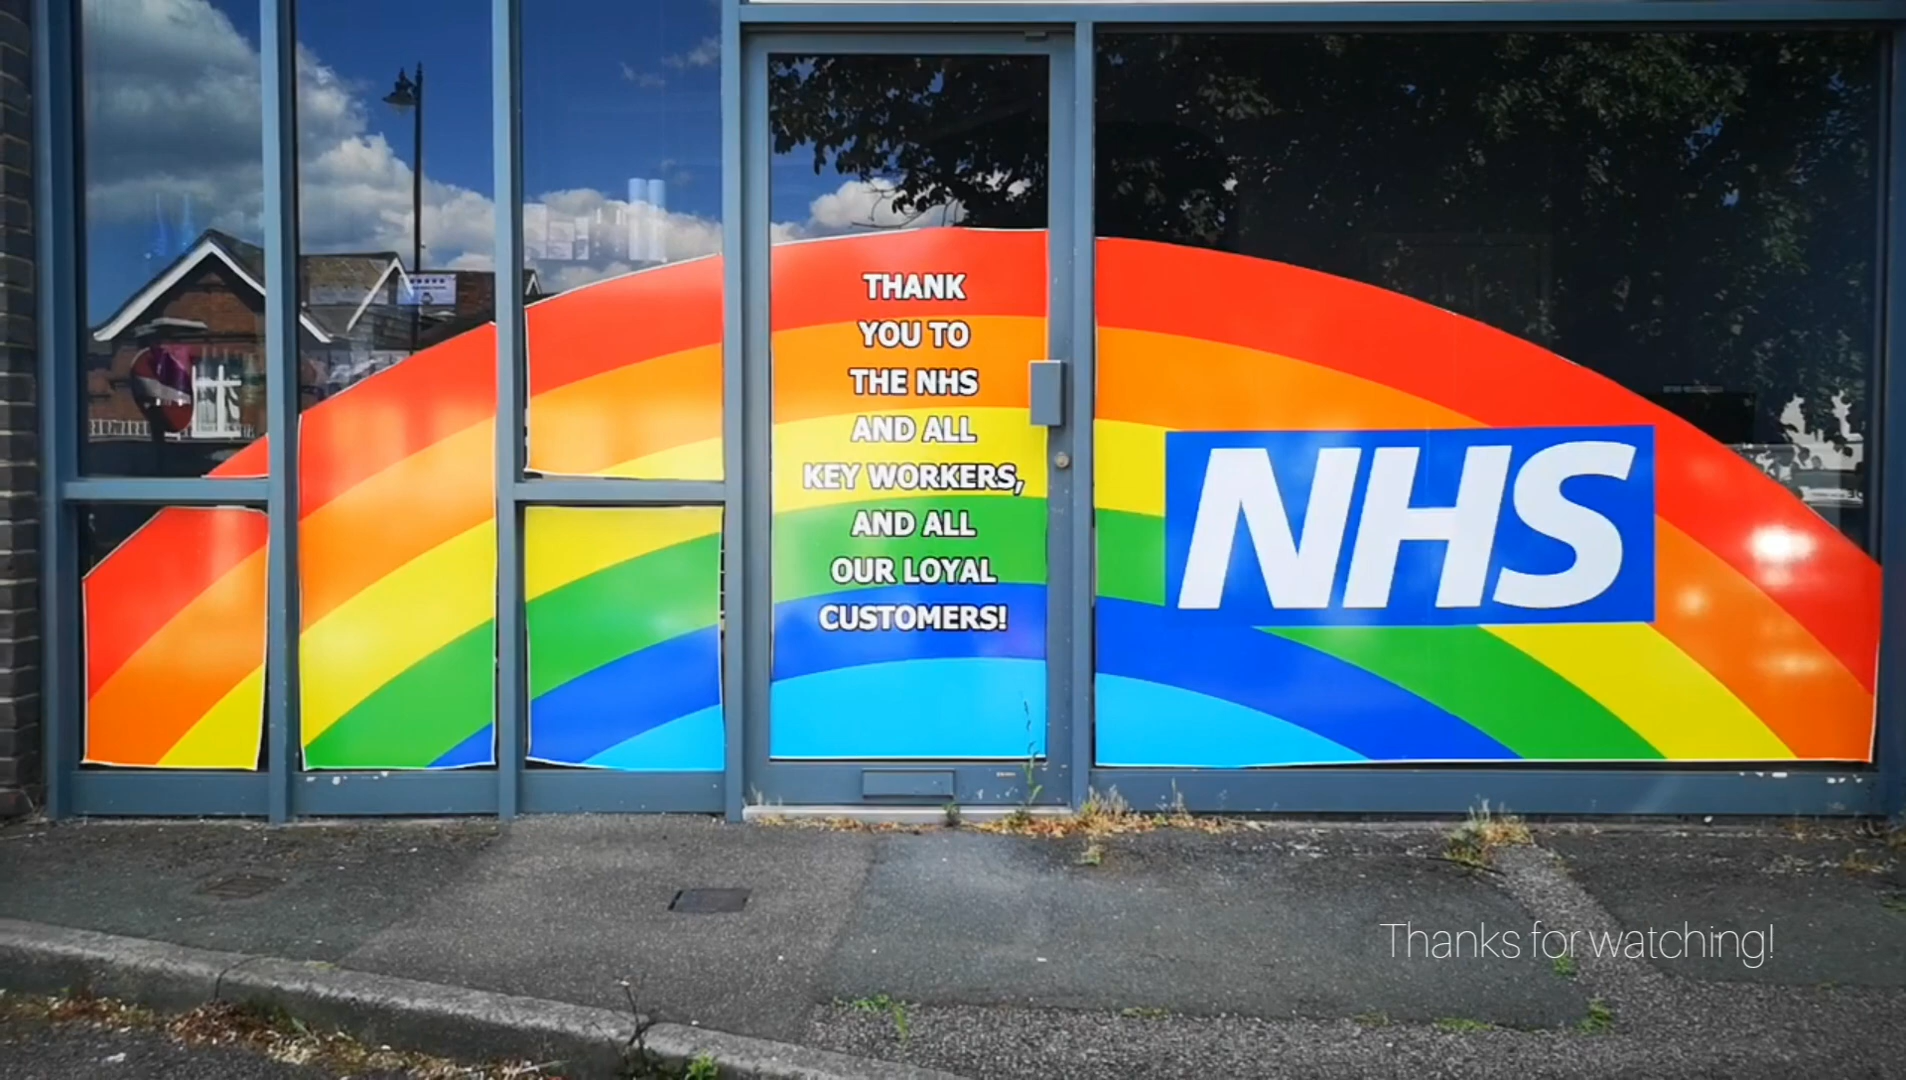 THANK
YOU TO
THE NHS
AND ALL
KEY WORKERS,
AND ALL
OUR LOYAL
CUSTOMERS!
NHS
Thanks for watching!